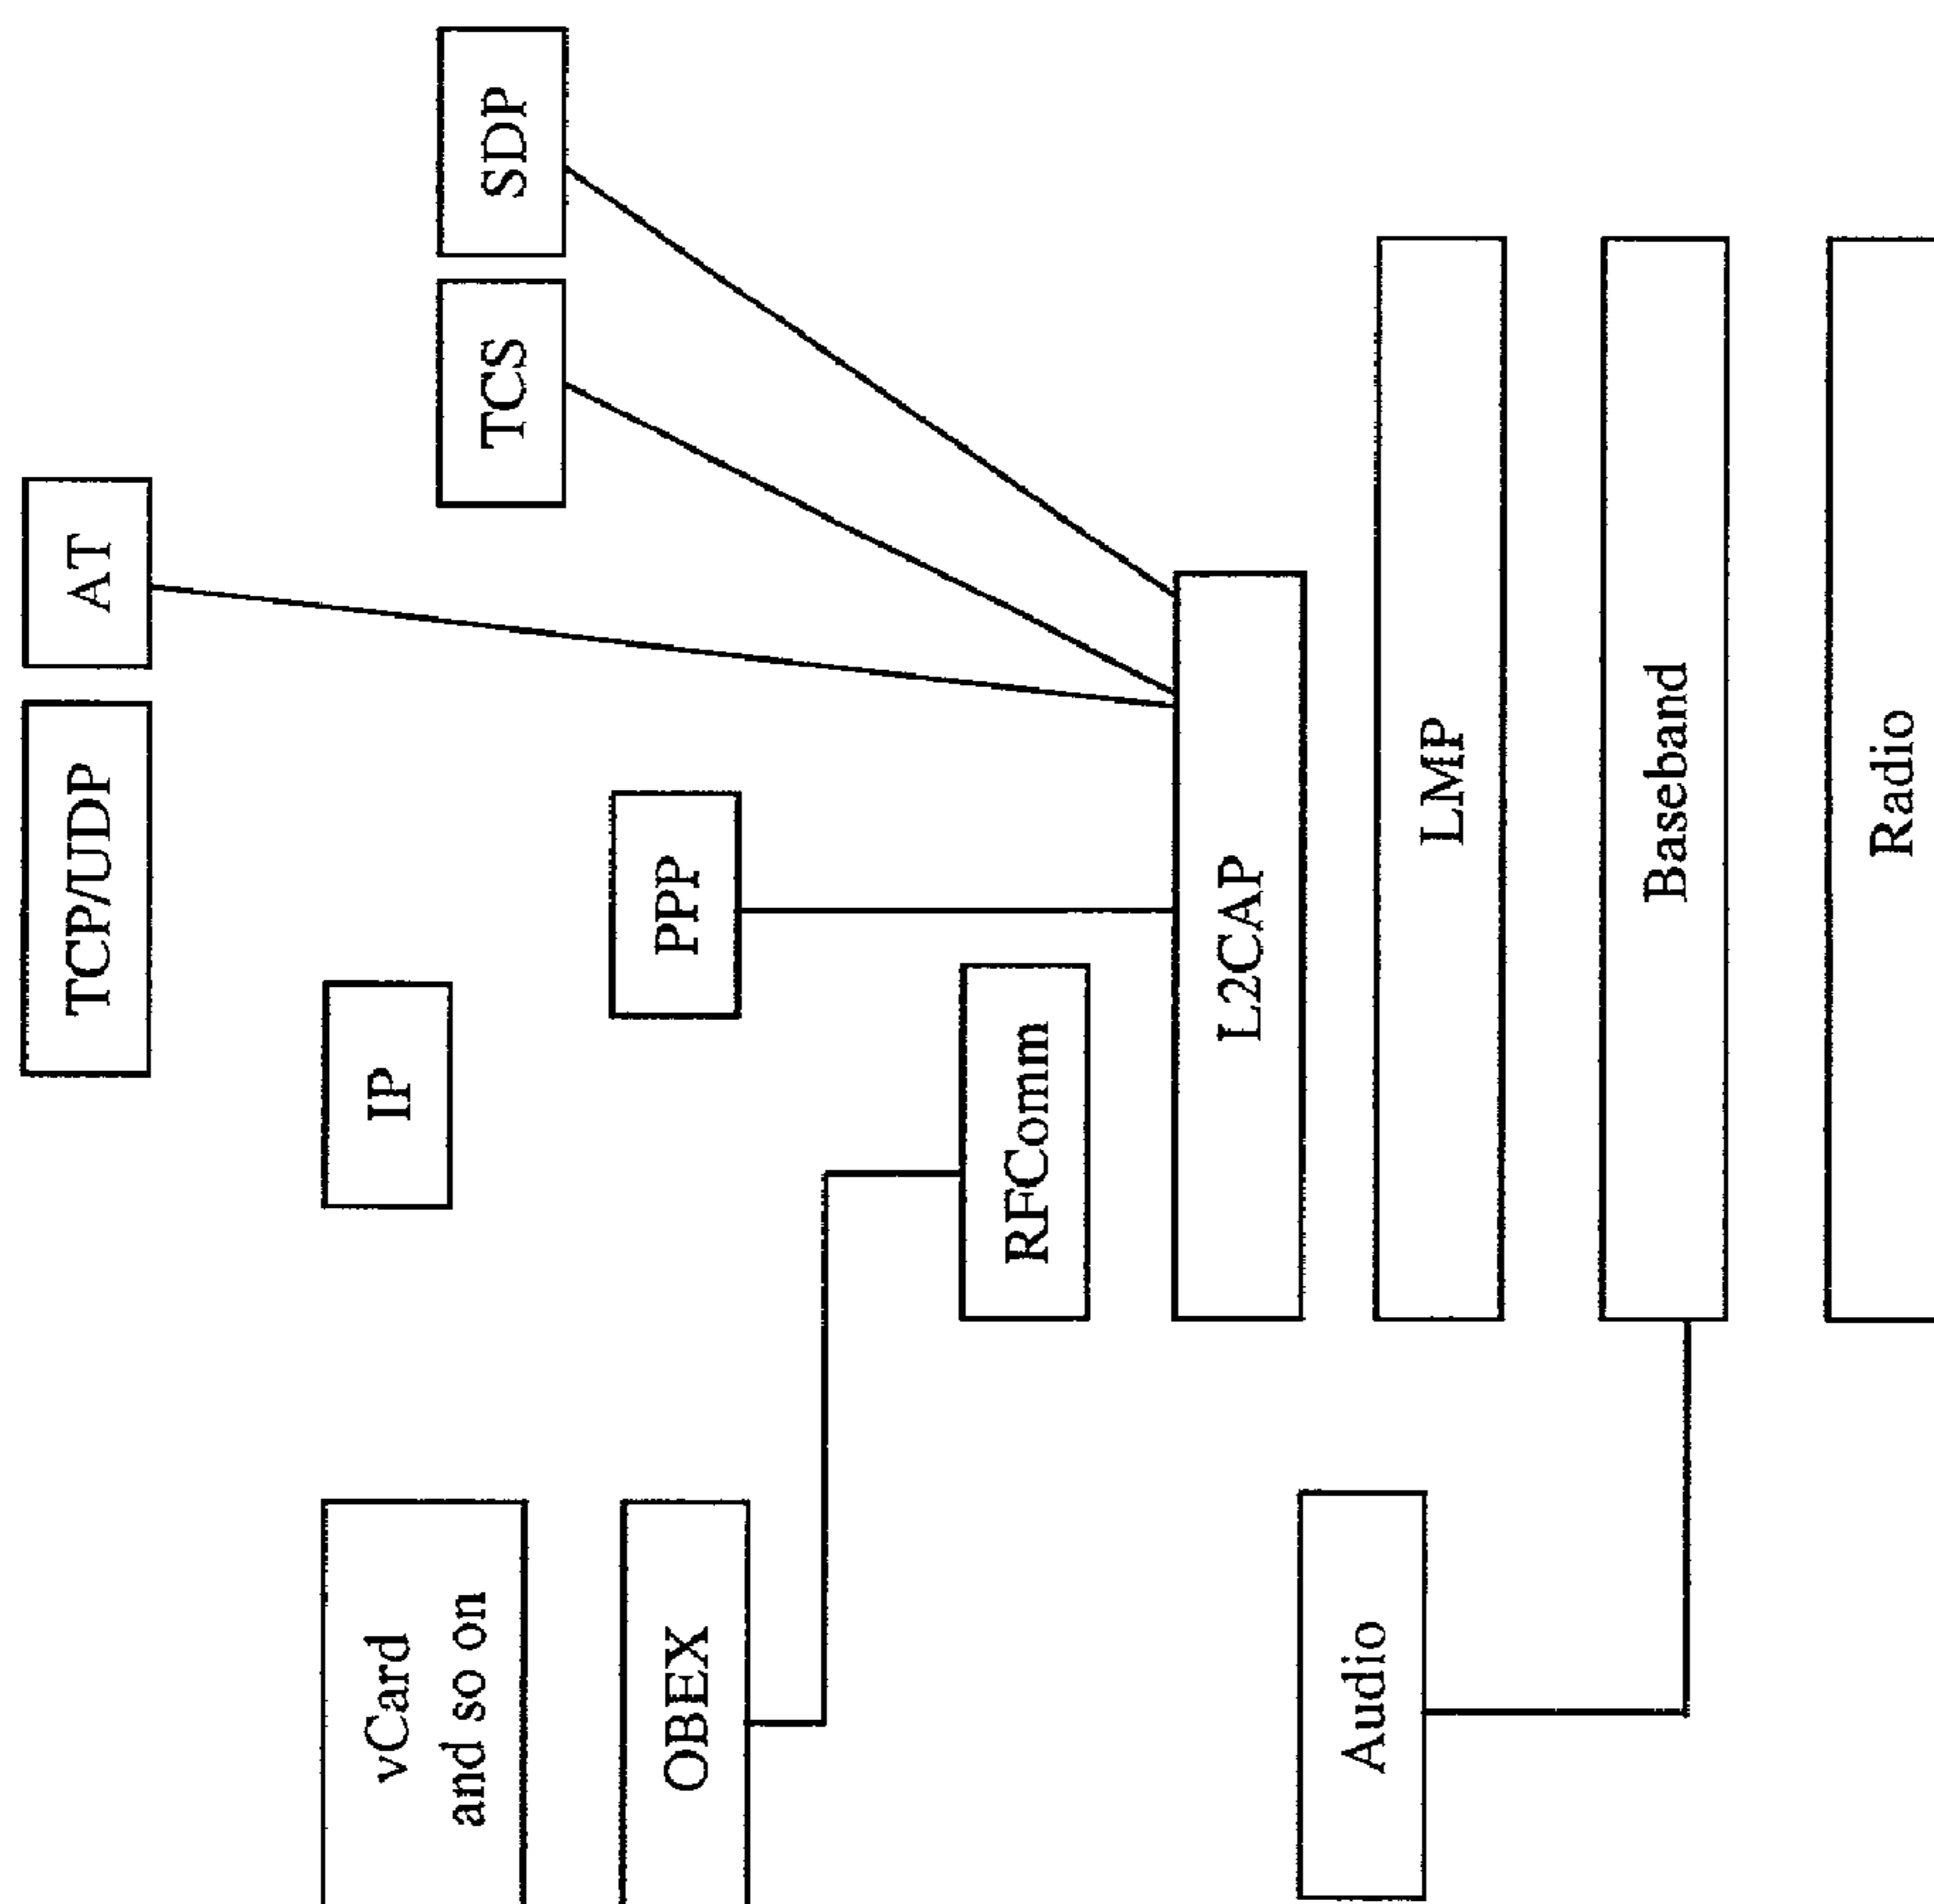 TCP/UDP
AT
vCard
and so on
IP
TCS
SDP
OBEX
PPP
RFComm
L2CAP
Audio
LMP
Baseband
Radio